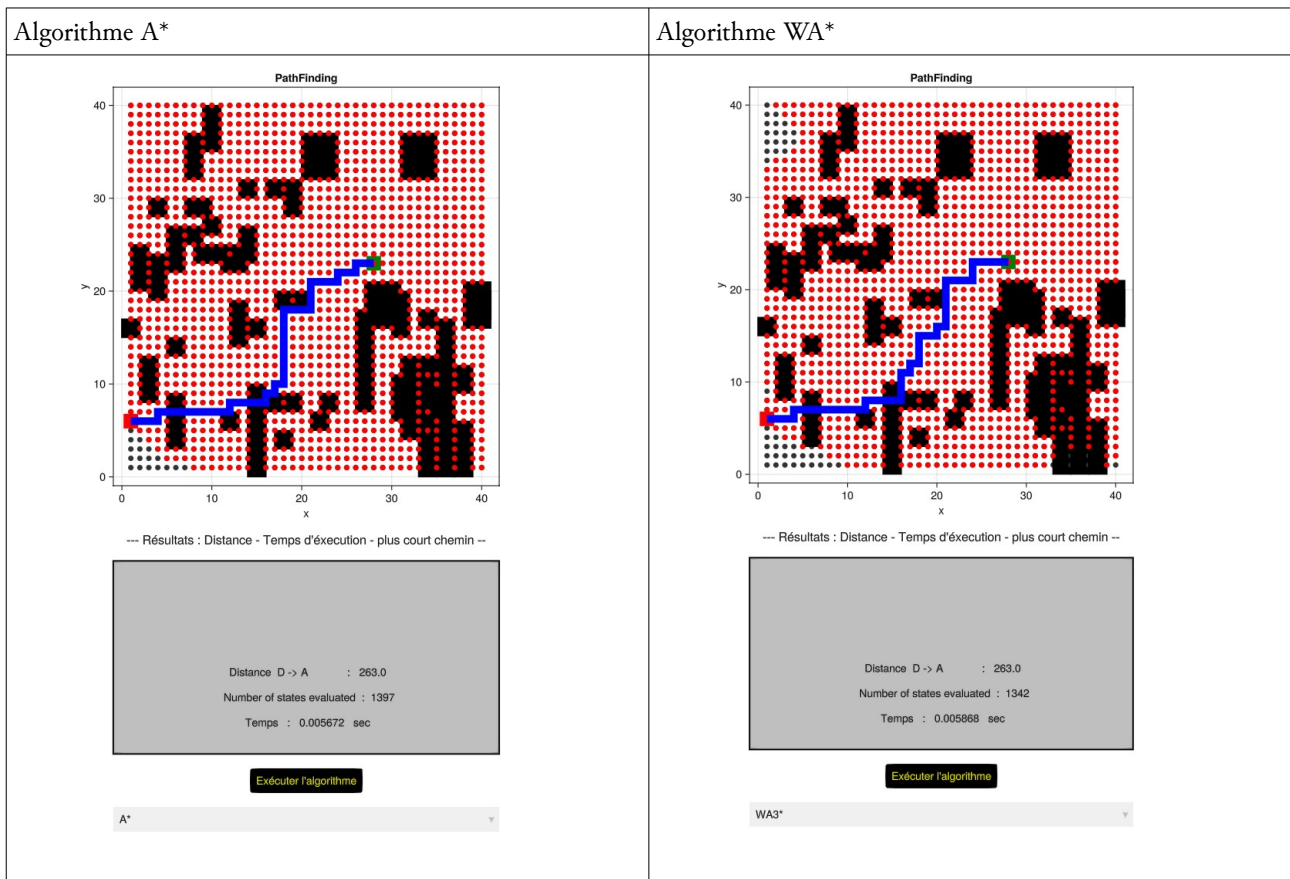 Algorithme A*
Algorithme WA*
PathFinding
40
30
20
10
0
y
0
10
20
30
40
x
--- Résultats : Distance - Temps d'éxecution - plus court chemin --
Distance D -> A : 263.0
Number of states evaluated : 1397
Temps : 0.005672 sec
Exécuter l'algorithme
A*
PathFinding
40
30
20
10
0
y
0
10
20
30
40
x
--- Résultats : Distance - Temps d'éxecution - plus court chemin --
Distance D -> A : 263.0
Number of states evaluated : 1342
Temps : 0.005868 sec
Exécuter l'algorithme
WA3*